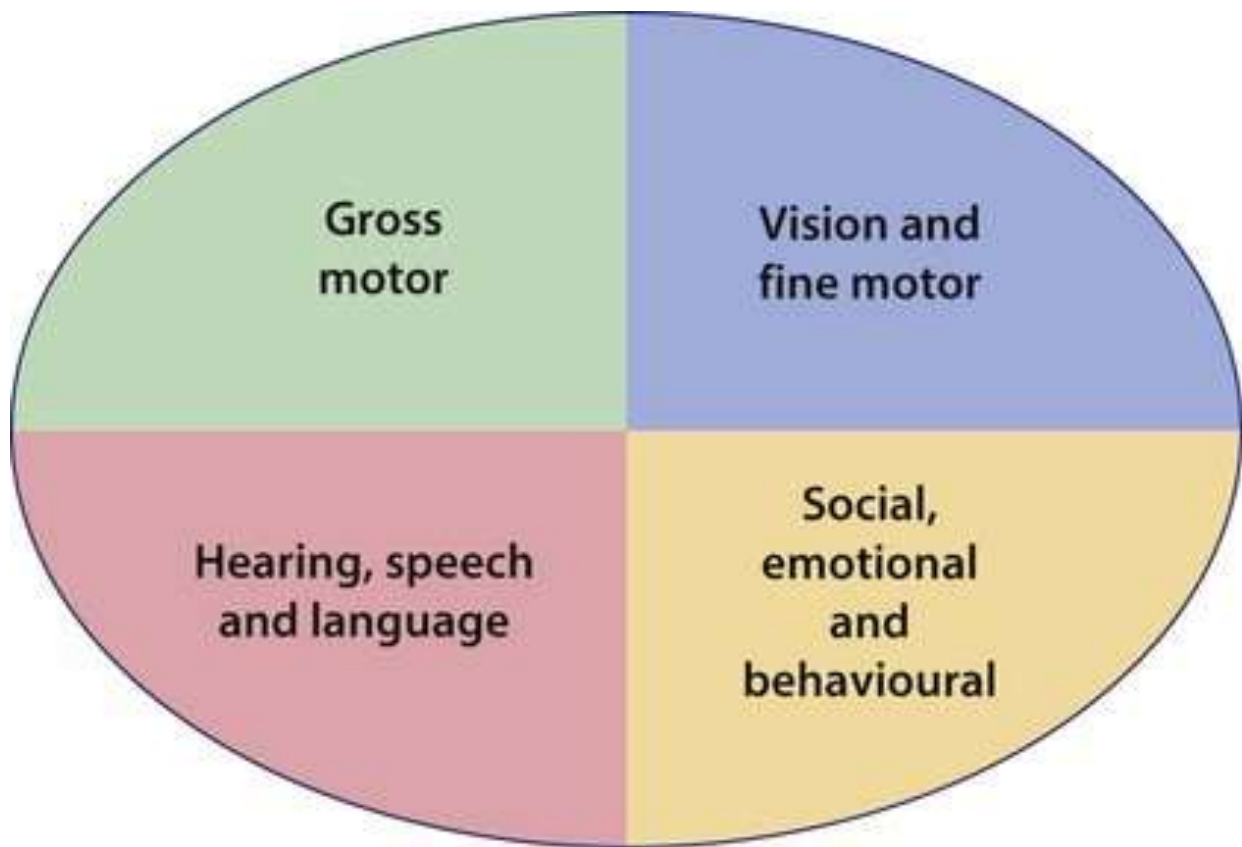 Gross
motor
Vision and
fine motor
Hearing, speech
and language
Social,
emotional
and
behavioural